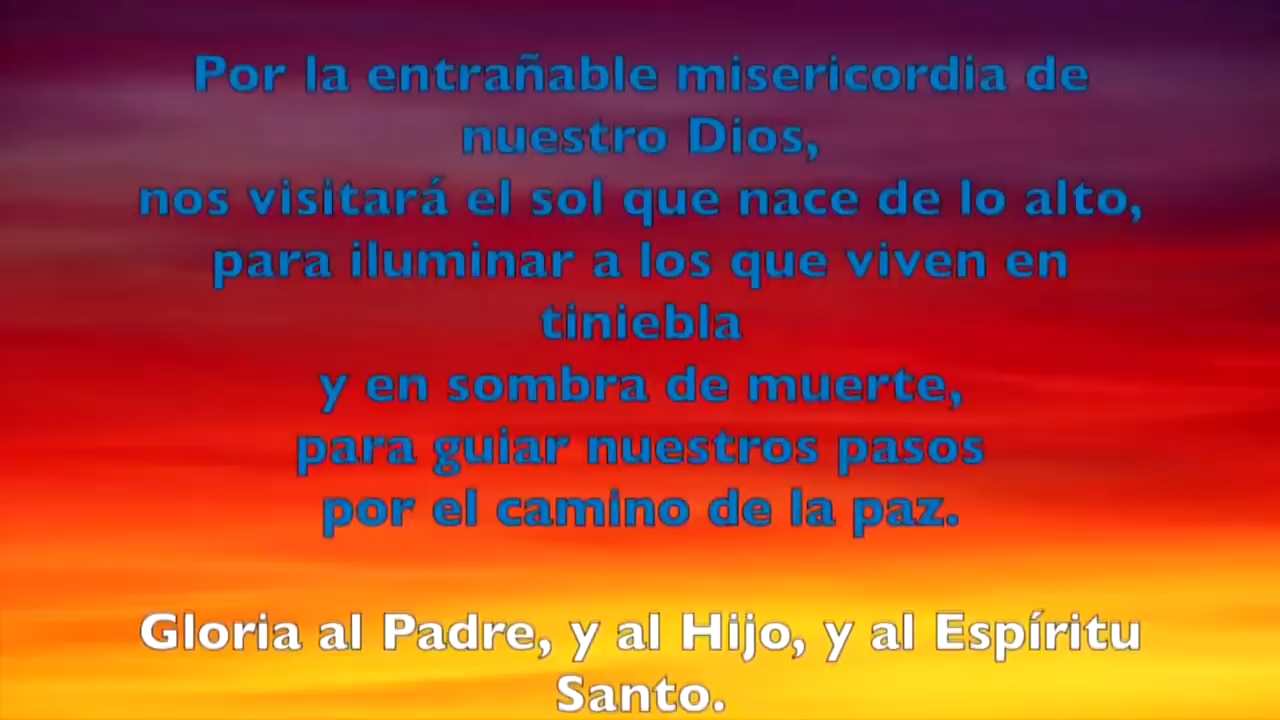 Por la entrañable misericordia de
nuestro Dios,
nos visitará el sol que nace de lo alto,
para iluminar a los que viven en
tiniebla
y en sombra de muerte,
para guiar nuestros pasos
por el camino de la paz.
Gloria al Padre, y al Hijo, y al Espíritu
Santo.